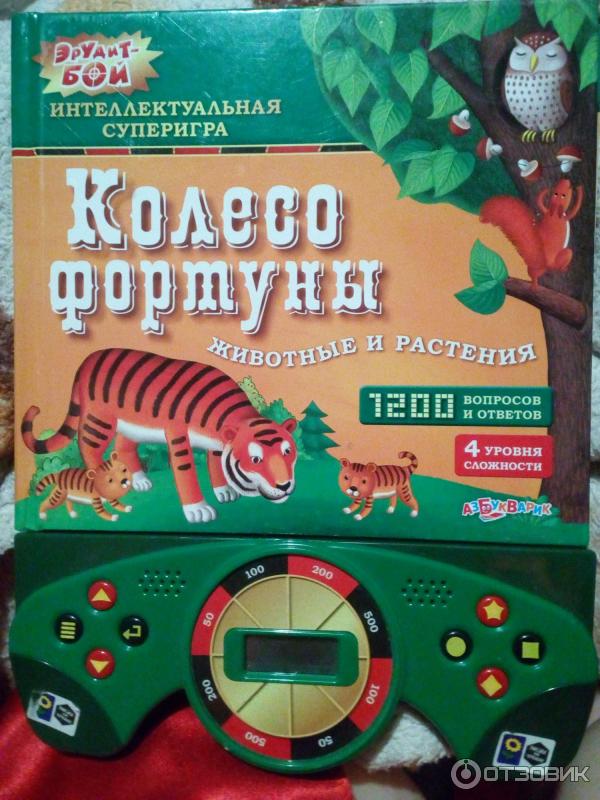 ЭРУДИТ-
БОЙ
ИНТЕЛЛЕКТУАЛЬНАЯ
СУПЕРИГРА
Колесо
фортуны
ЖИВОТНЫЕ И РАСТЕНИЯ
1200 ВОПРОСОВ
И ОТВЕТОВ
4 УРОВНЯ
СЛОЖНОСТИ
АЗБУКВАРИК
100
200
500
100
50
500
200
50
ОТЗОВИК